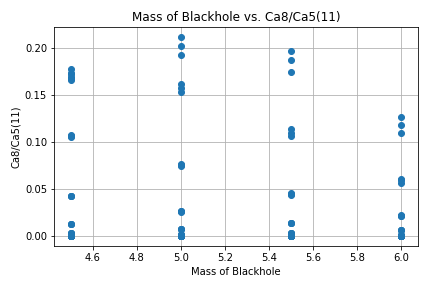 Mass of Blackhole vs. Ca8/Ca5(11)
Ca8/Ca5(11)
0.20
0.15
0.10
0.05
0.00
4.6 4.8 5.0 5.2 5.4 5.6 5.8 6.0
Mass of Blackhole